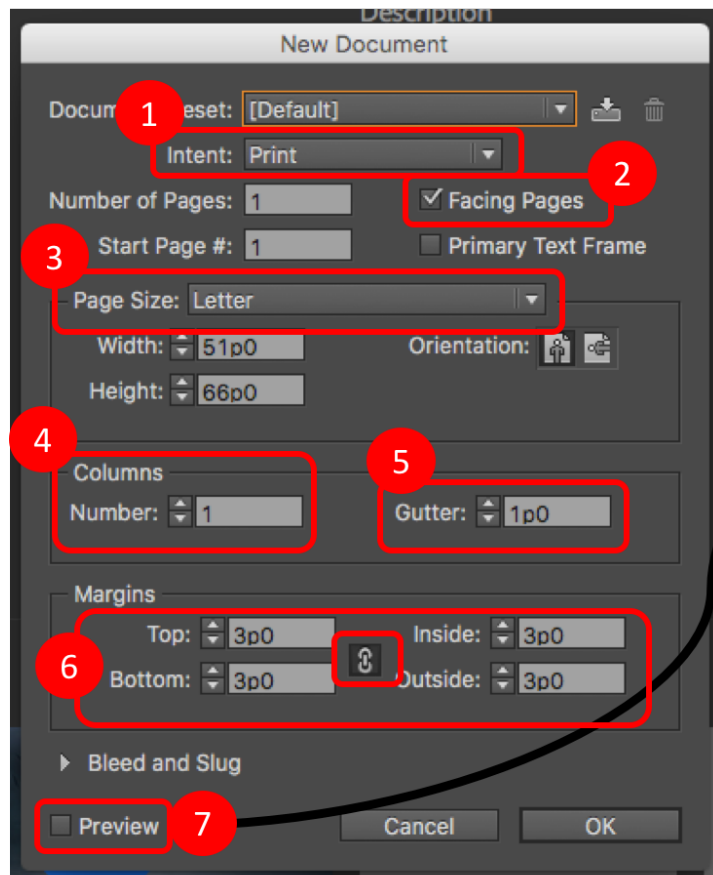 Description
New Document
1
Docum eset: [Default]
Intent: Print
2
Number of Pages: 1 Facing Pages
Start Page #: 1 Primary Text Frame
3
Page Size: Letter
Width: 51p0 Orientation:
Height: 66p0
4
5
Columns
Number: 1 Gutter: 1p0
Margins
Top: 3p0 Inside: 3p0
6
Bottom: 3p0 Outside: 3p0
Bleed and Slug
Preview 7 Cancel OK